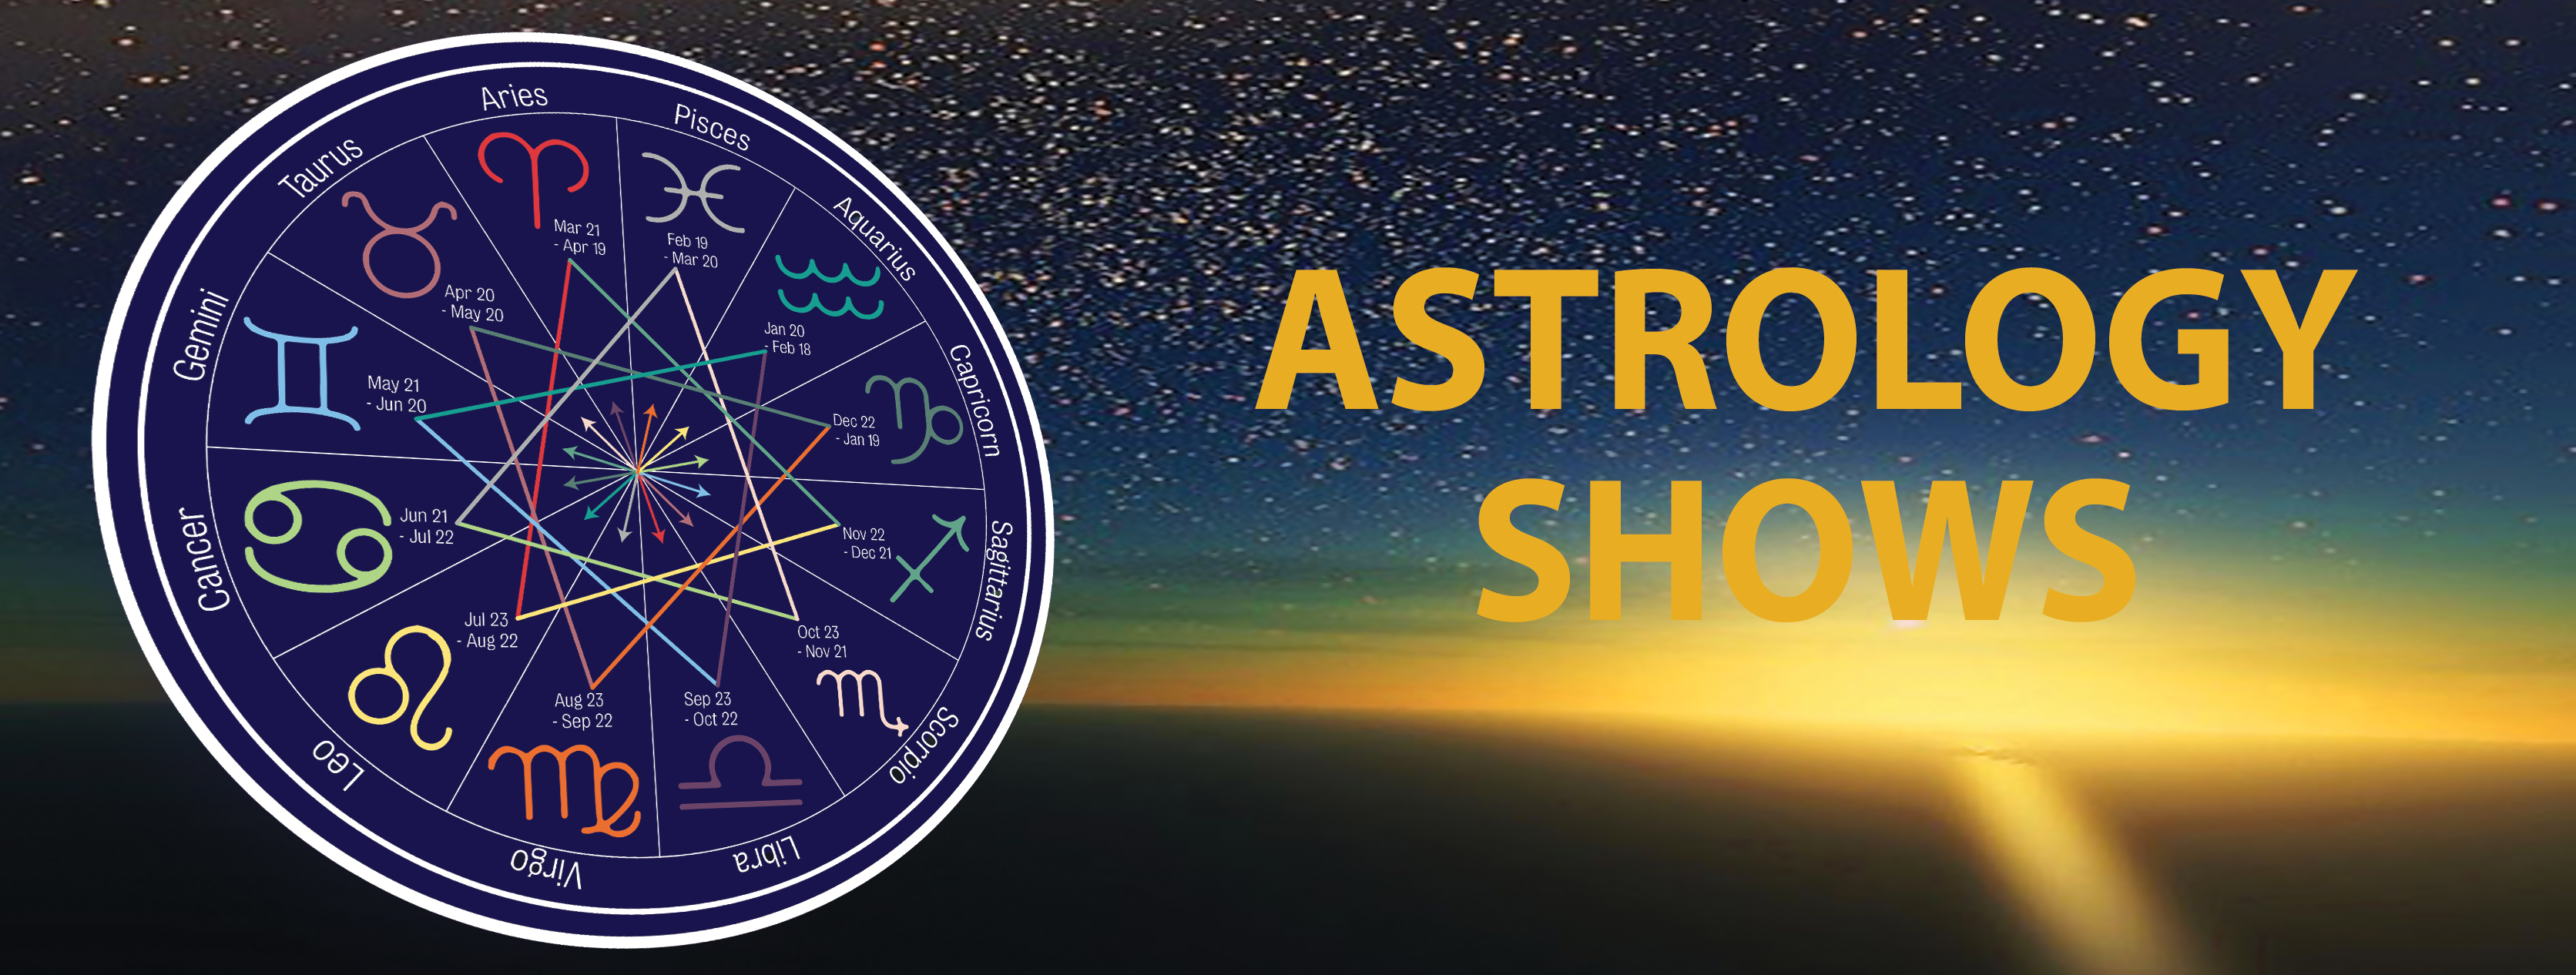 Aries
Pisces
Aquarius
Capricorn
Sagittarius
Scorpio
Libra
Virgo
Leo
Cancer
Gemini
Taurus
Mar 21
- Apr 19
Feb 19
- Mar 20
Jan 20
- Feb 18
Dec 22
- Jan 19
Nov 22
- Dec 21
Oct 23
- Nov 21
Sep 23
- Oct 22
Aug 23
- Sep 22
Jul 23
- Aug 22
Jun 21
- Jul 22
May 21
- Jun 20
Apr 20
- May 20
ASTROLOGY
SHOWS